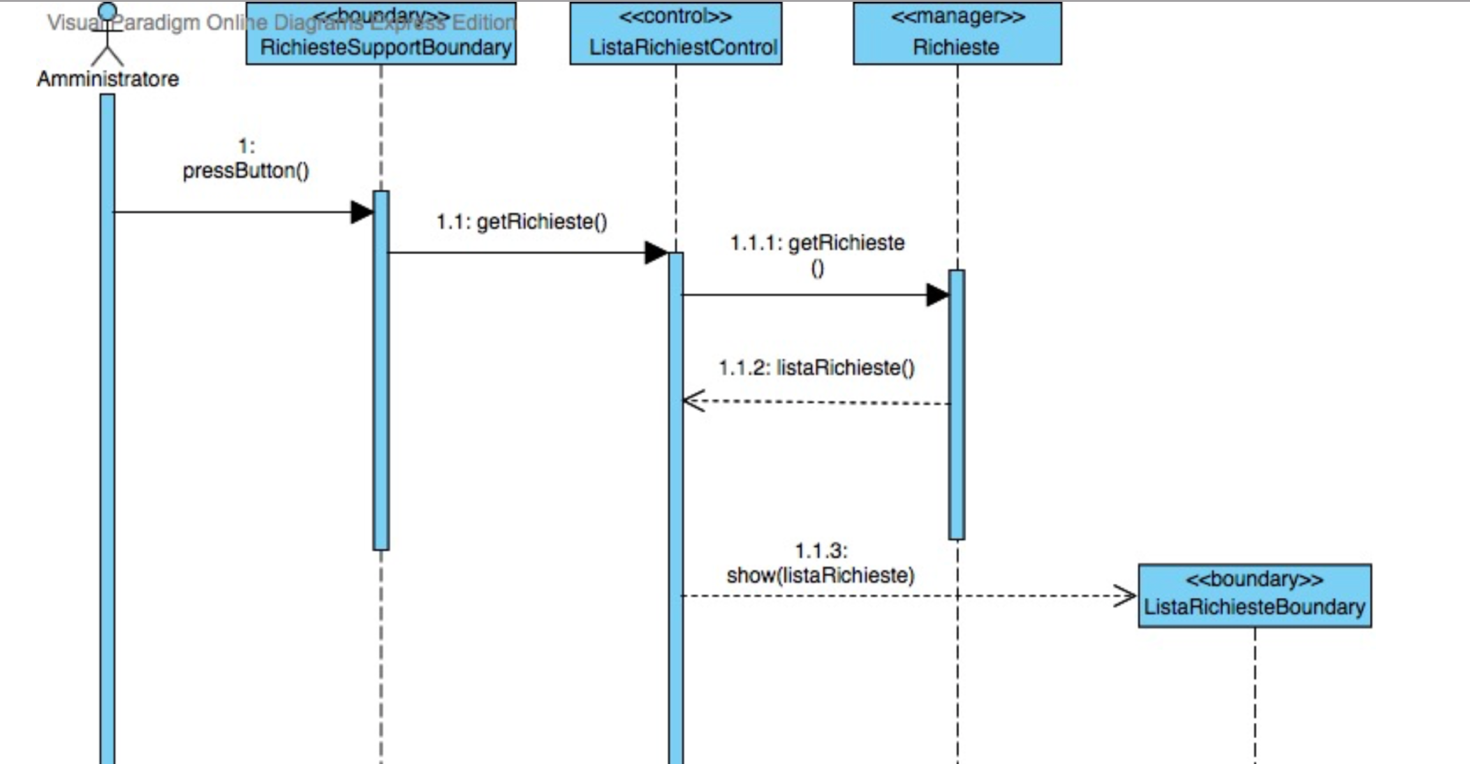 Visual Paradigm Online Diagrams Express Edition
<<boundary>>
RichiesteSupportBoundary
<<control>>
ListaRichiestControl
<<manager>>
Richieste
Amministratore
1:
pressButton()
1.1: getRichieste()
1.1.1: getRichieste
()
1.1.2: listaRichieste()
1.1.3:
show(listaRichieste)
<<boundary>>
ListaRichiesteBoundary